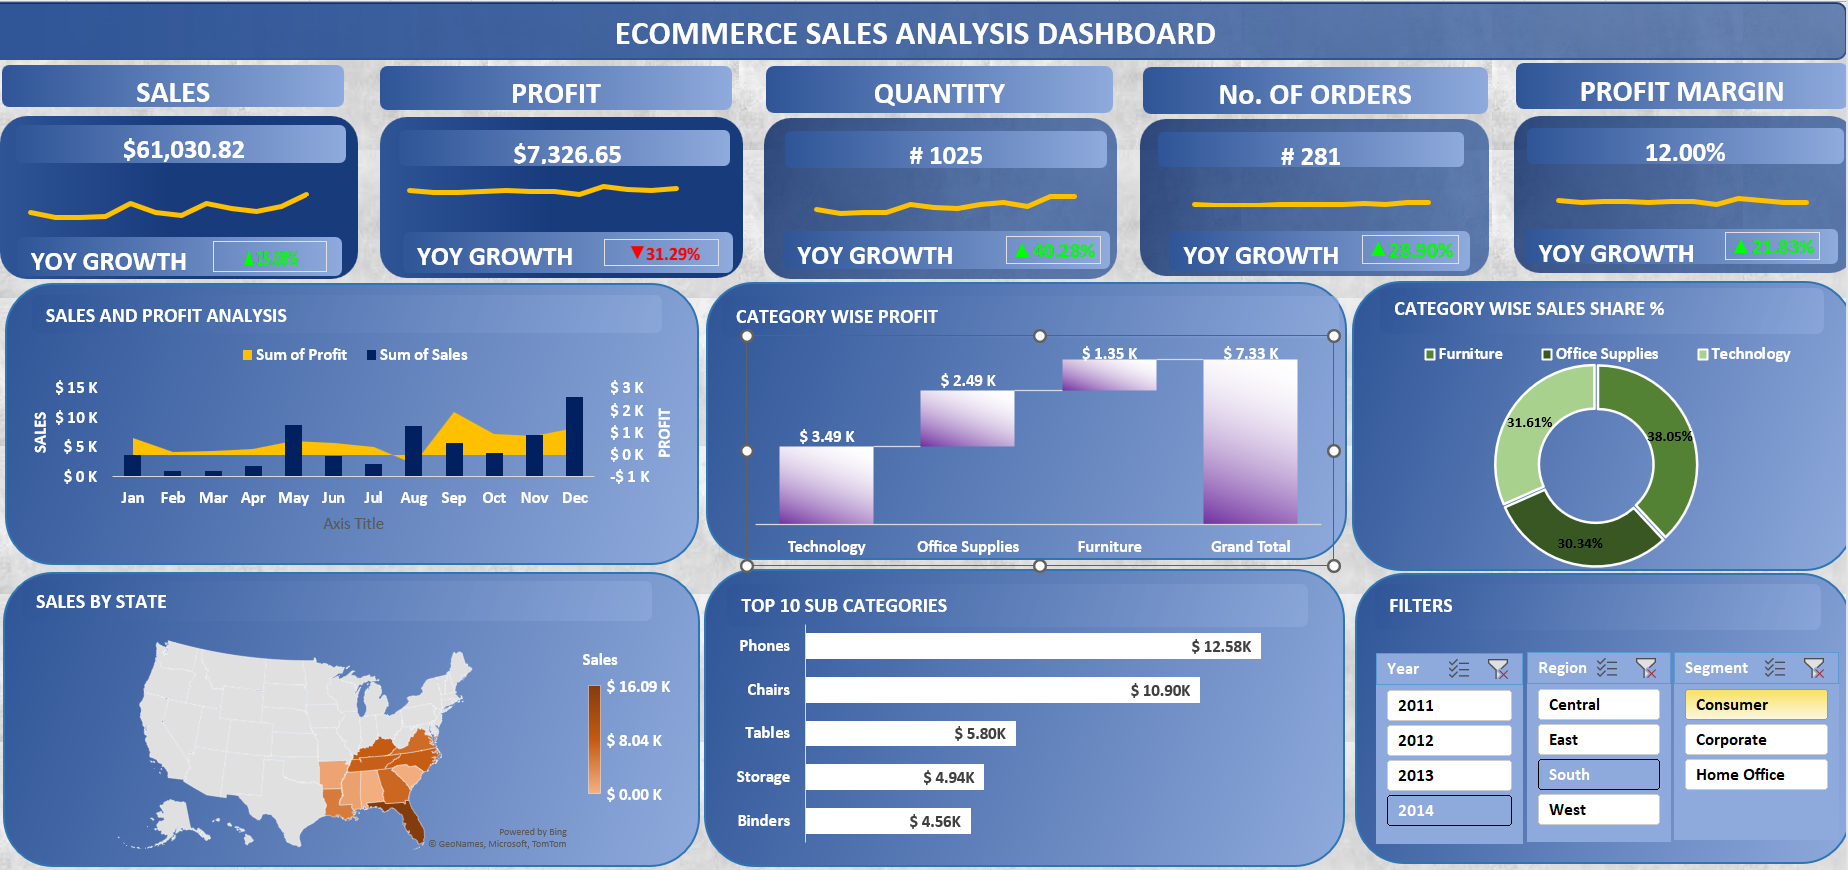 ECOMMERCE SALES ANALYSIS DASHBOARD
SALES
PROFIT
QUANTITY
No. OF ORDERS
PROFIT MARGIN
$61,030.82
$7,326.65
# 1025
# 281
12.00%
YOY GROWTH
YOY GROWTH ▼31.29%
YOY GROWTH ▲40.28%
YOY GROWTH ▲28.90%
YOY GROWTH ▲21.83%
SALES AND PROFIT ANALYSIS
Sum of Profit Sum of Sales
SALES
$ 15 K
$ 10 K
$ 5 K
$ 0 K
$ 3 K
$ 2 K
$ 1 K
$ 0 K
-$ 1 K
PROFIT
Jan Feb Mar Apr May Jun Jul Aug Sep Oct Nov Dec
Axis Title
CATEGORY WISE PROFIT
$ 3.49 K
$ 2.49 K
$ 1.35 K
$ 7.33 K
Technology Office Supplies Furniture Grand Total
CATEGORY WISE SALES SHARE %
Furniture Office Supplies Technology
31.61%
38.05%
30.34%
SALES BY STATE
Sales
$ 16.09 K
$ 8.04 K
$ 0.00 K
Powered by Bing
© GeoNames, Microsoft, TomTom
TOP 10 SUB CATEGORIES
Phones $ 12.58K
Chairs $ 10.90K
Tables $ 5.80K
Storage $ 4.94K
Binders $ 4.56K
FILTERS
Year
2011
2012
2013
2014
Region
Central
East
South
West
Segment
Consumer
Corporate
Home Office